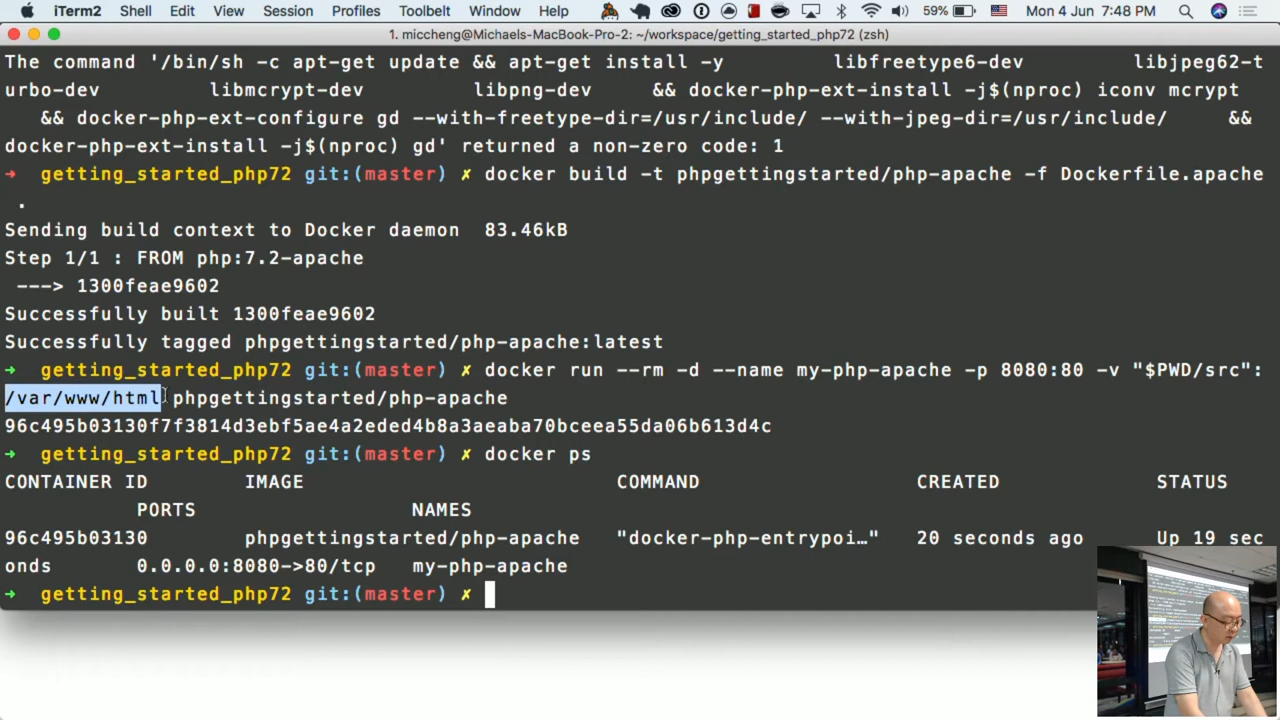 iTerm2 Shell Edit View Session Profiles Toolbelt Window Help 59% Mon 4 Jun 7:48 PM
1. miccheng@Michaels-MacBook-Pro-2: ~/workspace/getting_started_php72 (zsh)
The command '/bin/sh -c apt-get update && apt-get install -y         libfreetype6-dev         libjpeg62-t
urbo-dev         libmcrypt-dev         libpng-dev     && docker-php-ext-install -j$(nproc) iconv mcrypt
   && docker-php-ext-configure gd --with-freetype-dir=/usr/include/ --with-jpeg-dir=/usr/include/     &&
docker-php-ext-install -j$(nproc) gd' returned a non-zero code: 1
➜  getting_started_php72 git:(master) ✗ docker build -t phpgettingstarted/php-apache -f Dockerfile.apache
 .
Sending build context to Docker daemon  83.46kB
Step 1/1 : FROM php:7.2-apache
 ---> 1300feae9602
Successfully built 1300feae9602
Successfully tagged phpgettingstarted/php-apache:latest
➜  getting_started_php72 git:(master) ✗ docker run --rm -d --name my-php-apache -p 8080:80 -v "$PWD/src":
/var/www/html phpgettingstarted/php-apache
96c495b03130f7f3814d3ebf5ae4a2eded4b8a3aeaba70bceea55da06b613d4c
➜  getting_started_php72 git:(master) ✗ docker ps
CONTAINER ID        IMAGE                          COMMAND                  CREATED             STATUS
           PORTS                  NAMES
96c495b03130        phpgettingstarted/php-apache   "docker-php-entrypoi…"   20 seconds ago      Up 19 sec
onds       0.0.0.0:8080->80/tcp   my-php-apache
➜  getting_started_php72 git:(master) ✗